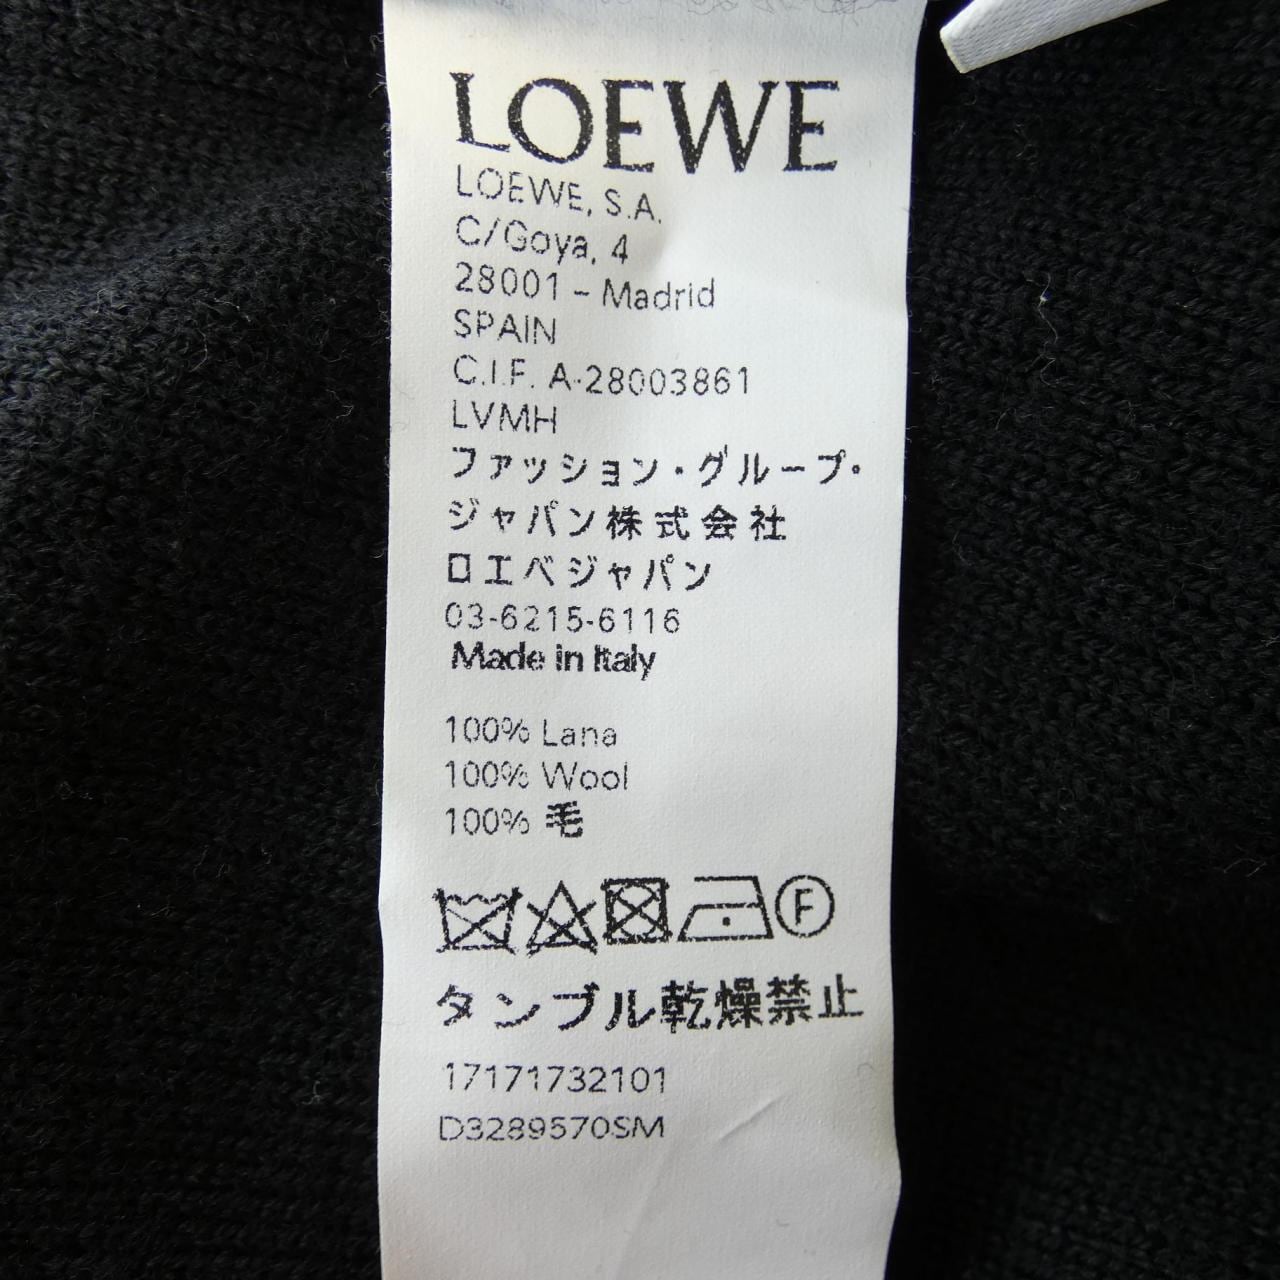 LOEWE
LOEWE, S.A.
C/Goya, 4
28001 - Madrid
SPAIN
C.I.F. A-28003861
LVMH
ファッション・グループ・
ジャパン株式会社
ロエベジャパン
03-6215-6116
Made in Italy
100% Lana
100% Wool
100% 毛
F
タンブル乾燥禁止
17171732101
D3289570SM